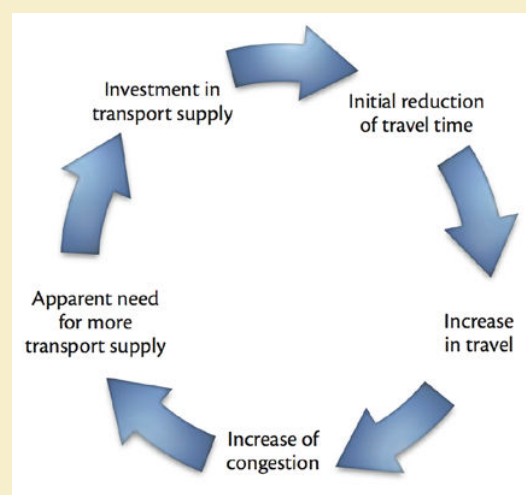 Investment in
transport supply
Initial reduction
of travel time
Increase
in travel
Increase of
congestion
Apparent need
for more
transport supply